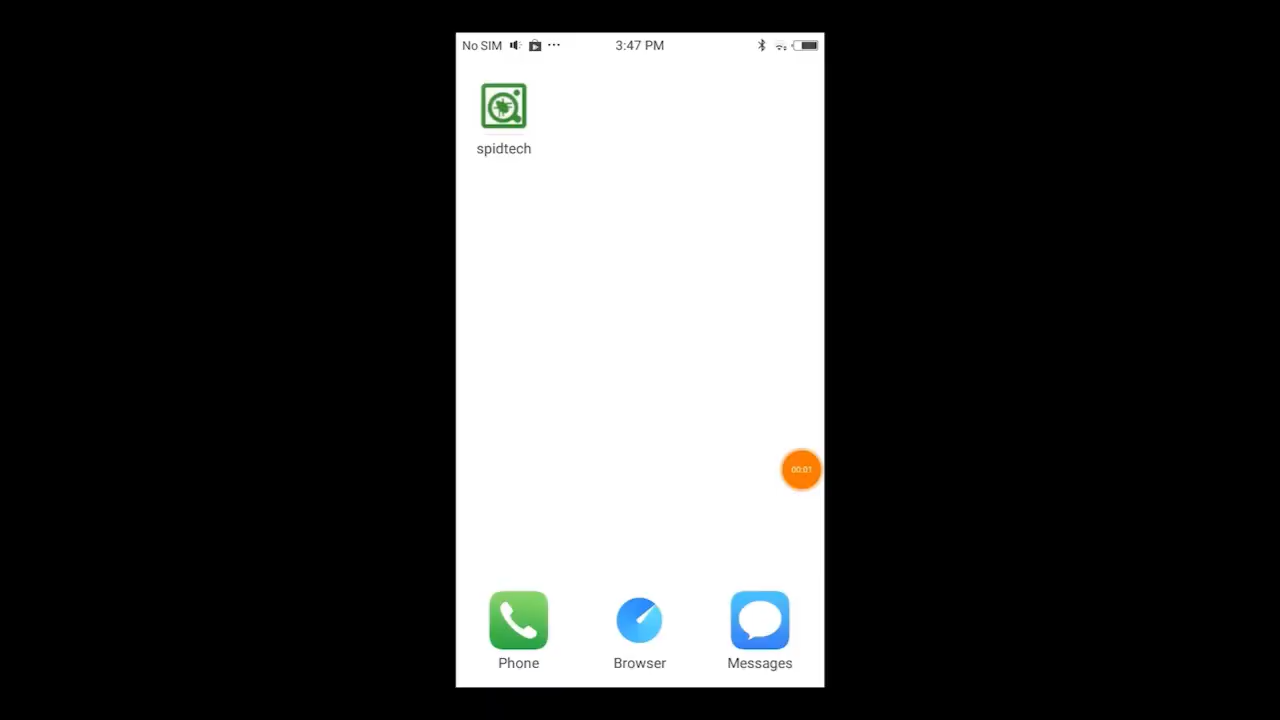 No SIM
3:47 PM
spidtech
00:01
Phone
Browser
Messages